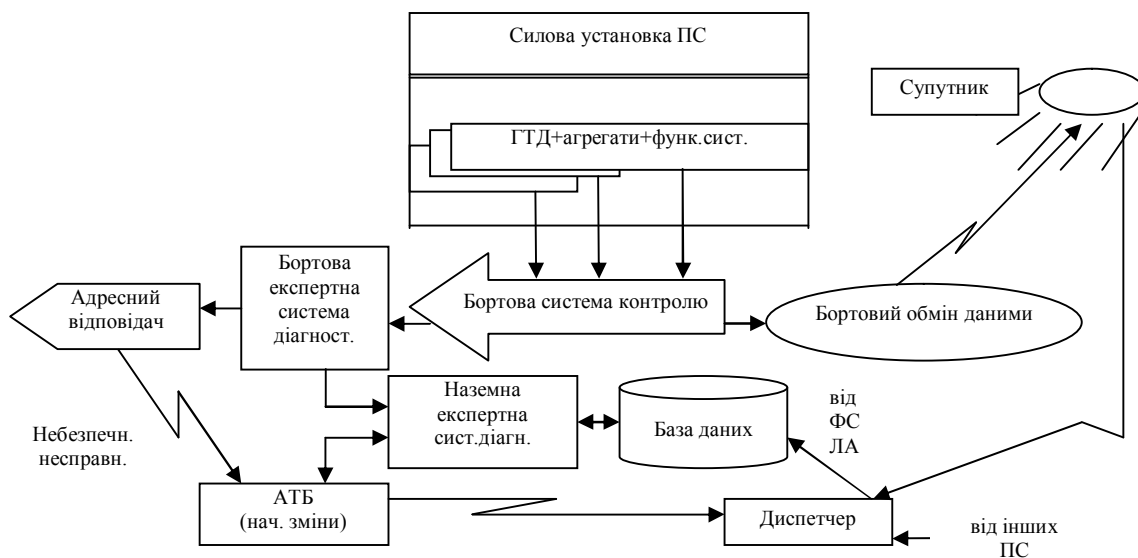 Силова установка ПС
Супутник
ГТД+агрегати+функ.сист.
Бортова
експертна
система
діагност.
Адресний
відповідач
Бортова система контролю
Бортовий обмін даними
Наземна
експертна
сист.діагн.
База даних
від
ФС
ЛА
Небезпечн.
несправн.
АТБ
(нач. зміни)
Диспетчер
від інших
ПС